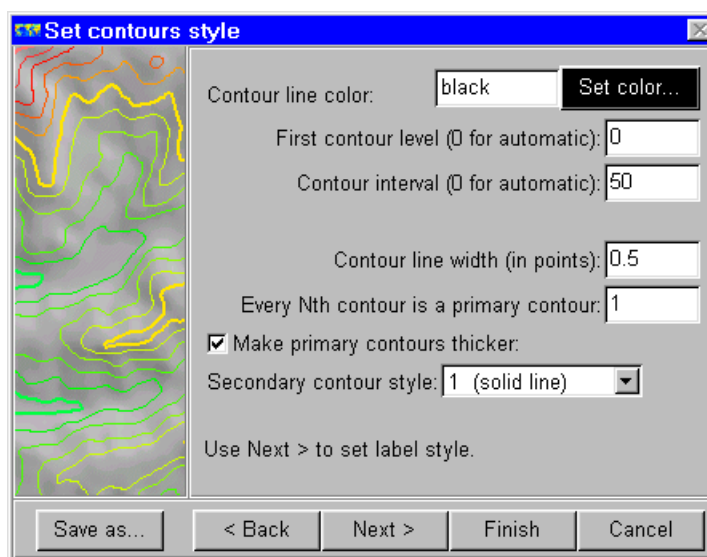 Set contours style
Contour line color: black Set color...
First contour level (0 for automatic): 0
Contour interval (0 for automatic): 50
Contour line width (in points): 0.5
Every Nth contour is a primary contour: 1
Make primary contours thicker:
Secondary contour style: 1 (solid line)
Use Next > to set label style.
Save as... < Back Next > Finish Cancel